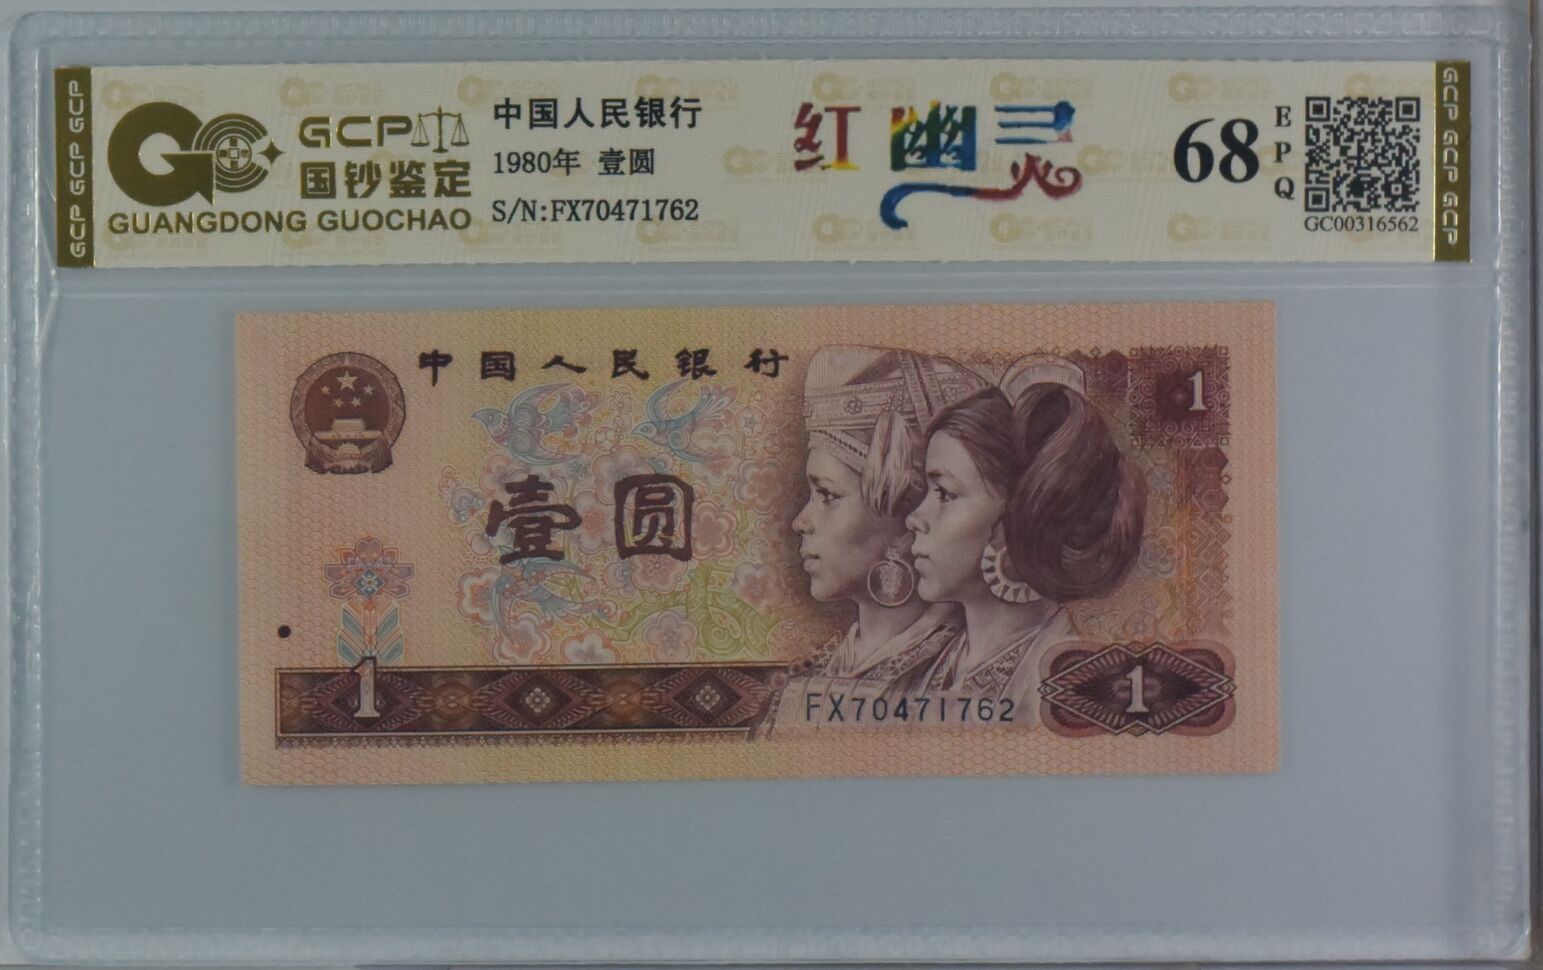 GCP GCP GCP
GCP
国钞鉴定
GUANGDONG GUOCHAO
中国人民银行
1980年 壹圆
S/N:FX70471762
红幽灵
68
EPQ
GC00316562
GCP GCP GCP
中国人民银行
1
壹圆
1
FX70471762
1